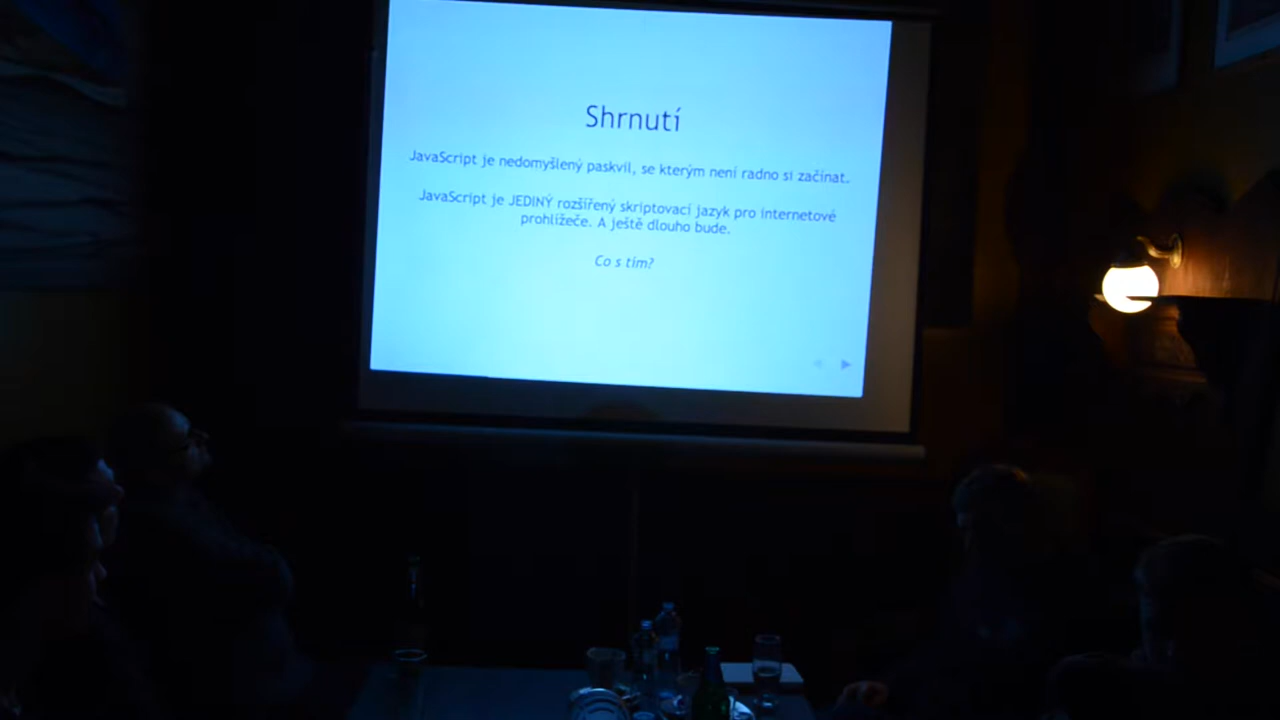 Shrnutí
JavaScript je nedomyšlený paskvil, se kterým není radno si začínat.
JavaScript je JEDINÝ rozšířený skriptovací jazyk pro internetové
prohlížeče. A ještě dlouho bude.
Co s tím?